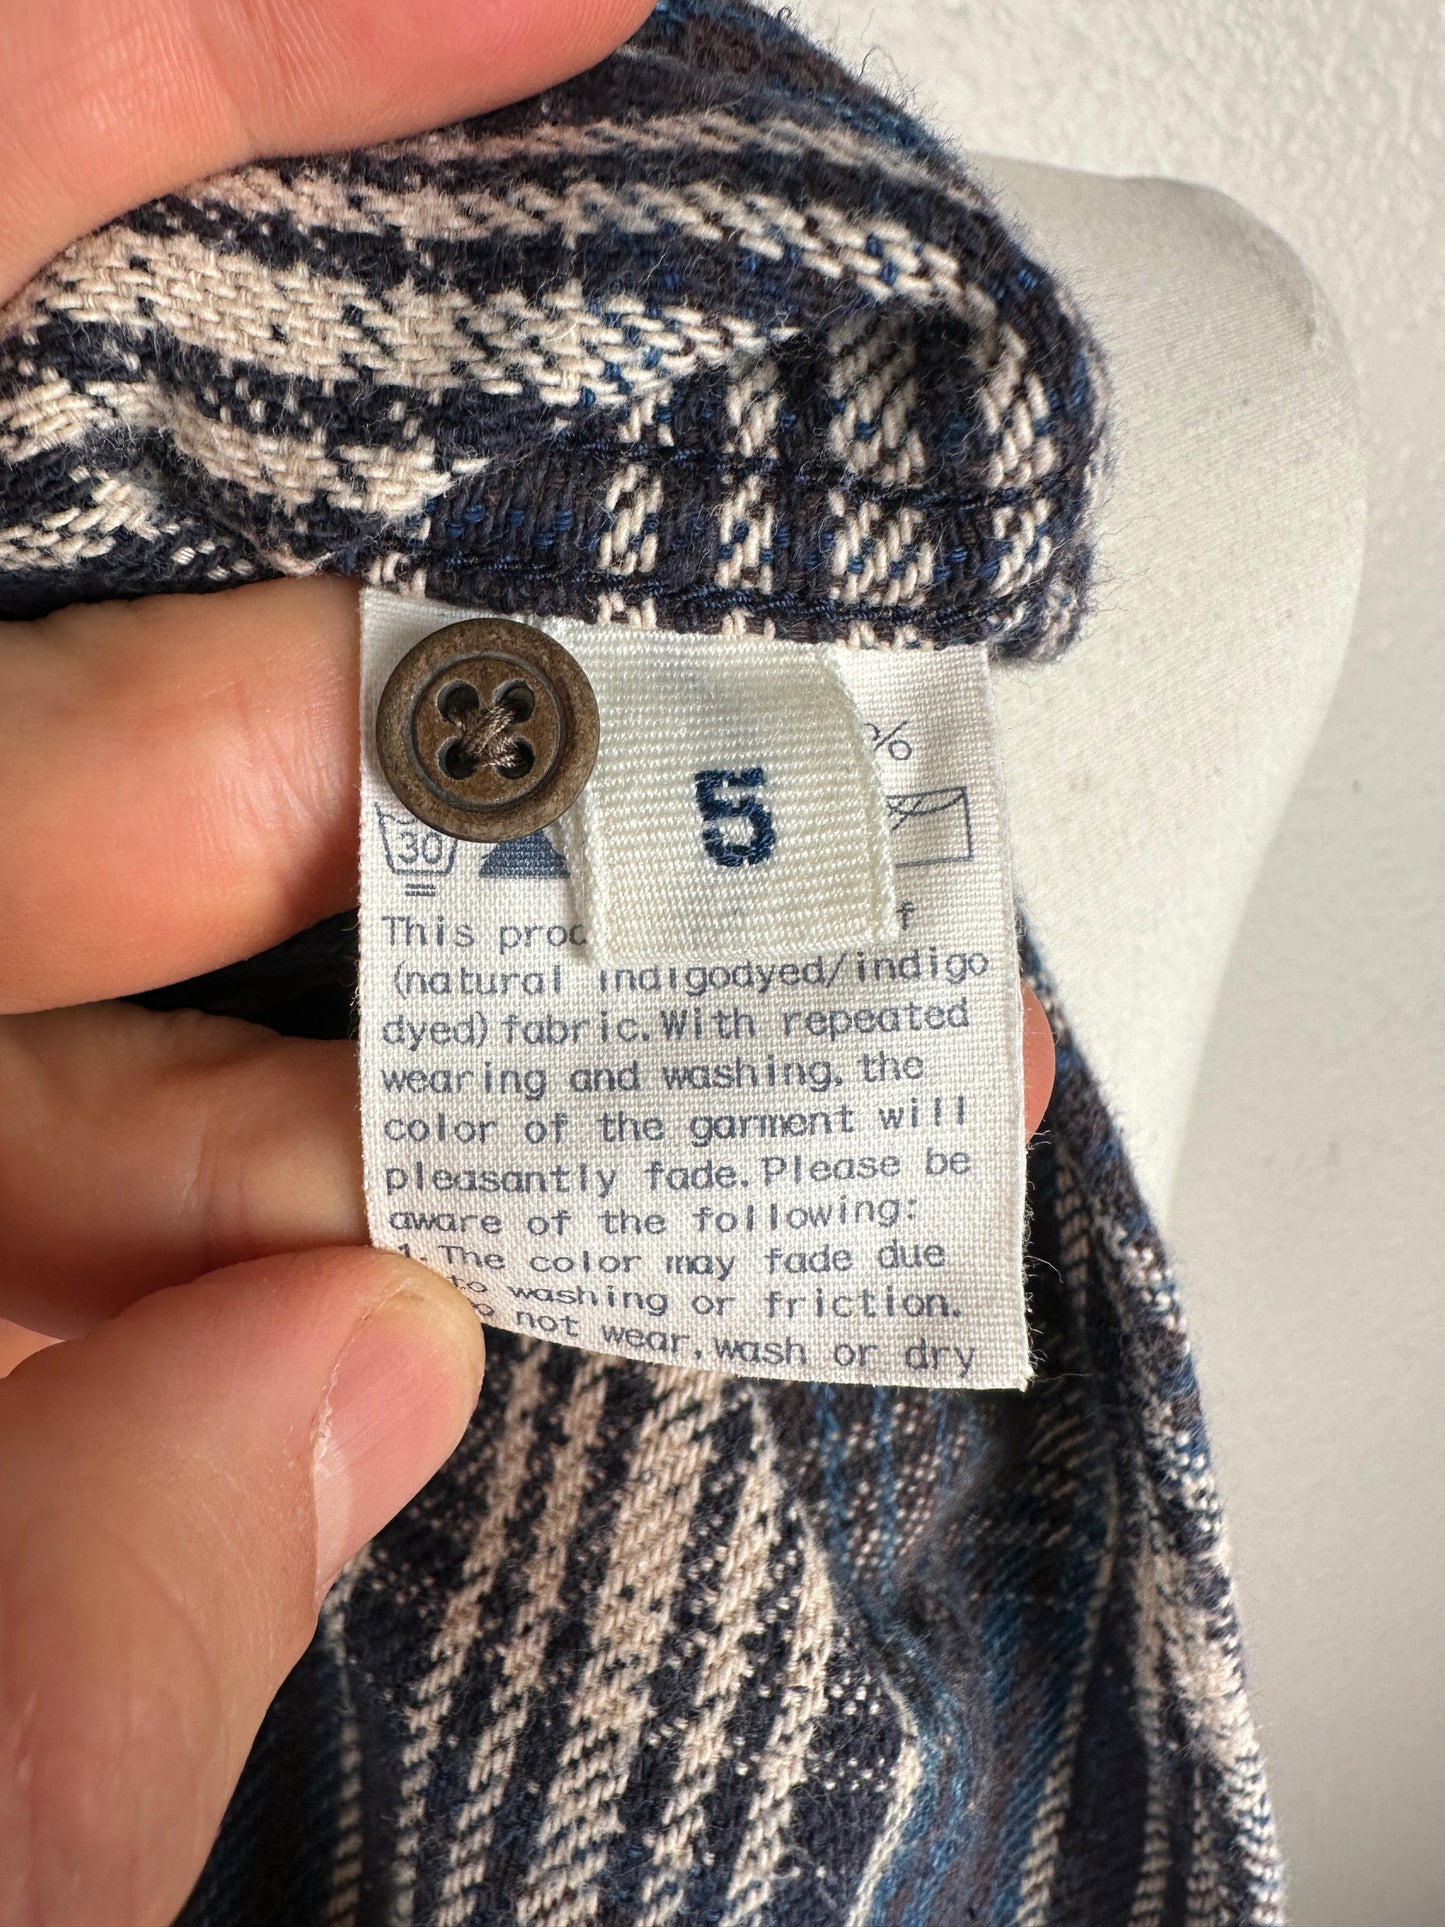 %
5
30
This
f
(natural indigodyed/indigo
dyed) fabric. With repeated
wearing and washing, the
color of the garment will
pleasantly fade. Please be
aware of the following:
1. The color may fade due
to washing or friction.
not wear, wash or dry